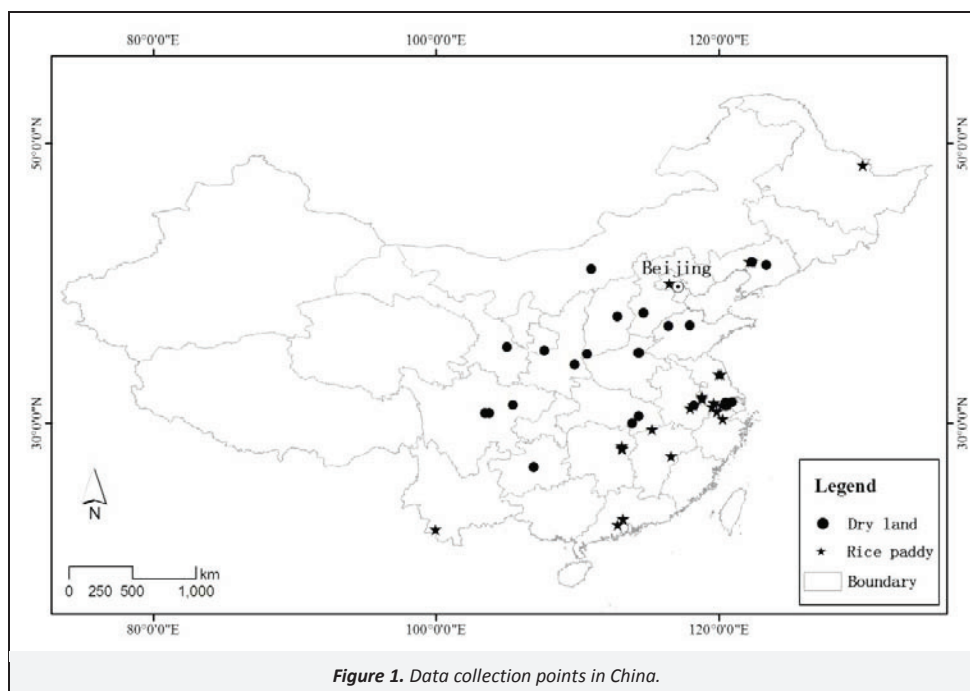 80°0'0"E 100°0'0"E 120°0'0"E
50°0'0"N 50°0'0"N
Beijing
30°0'0"N 30°0'0"N
N
Legend
Dry land
Rice paddy
Boundary
km
0 250 500 1,000
80°0'0"E 100°0'0"E 120°0'0"E
Figure 1. Data collection points in China.